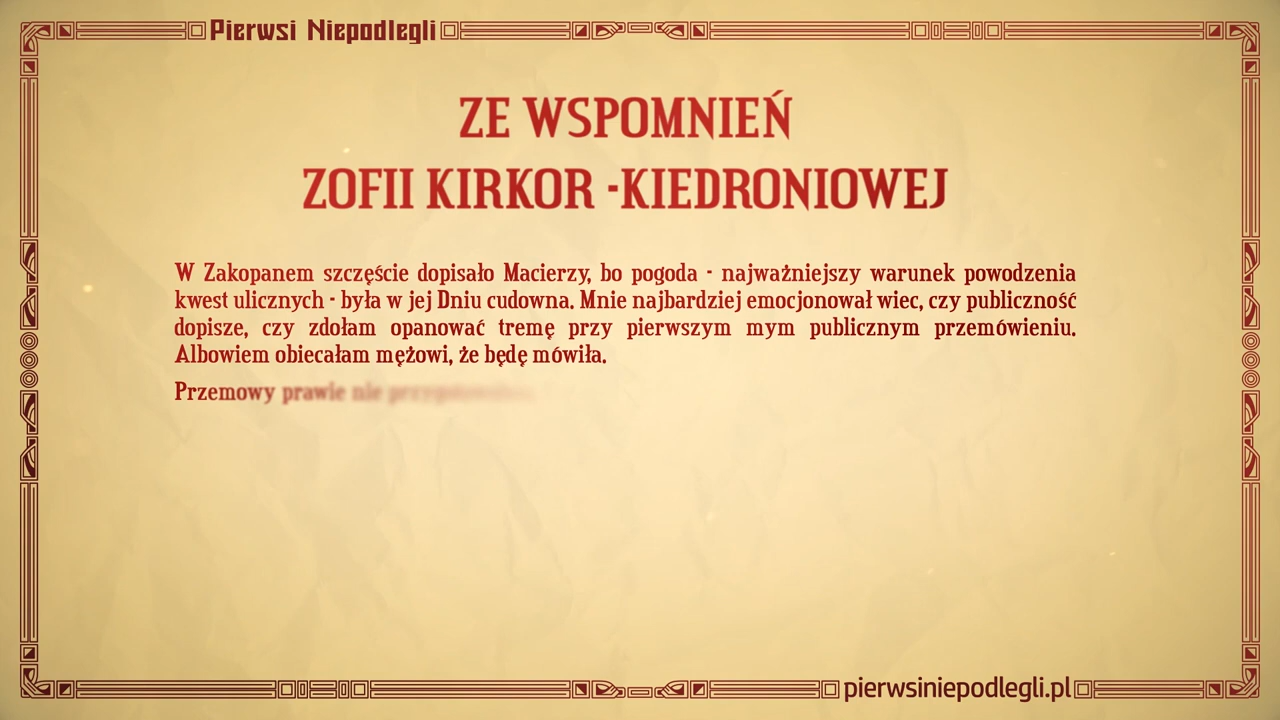 Pierwsi Niepodlegli
ZE WSPOMNIEŃ
ZOFII KIRKOR -KIEDRONIOWEJ
W Zakopanem szczęście dopisało Macierzy, bo pogoda - najważniejszy warunek powodzenia
kwest ulicznych - była w jej Dniu cudowna. Mnie najbardziej emocjonował wiec, czy publiczność
dopisze, czy zdołam opanować tremę przy pierwszym mym publicznym przemówieniu.
Albowiem obiecałam mężowi, że będę mówiła.
Przemowy prawie nie
pierwsiniepodlegli.pl